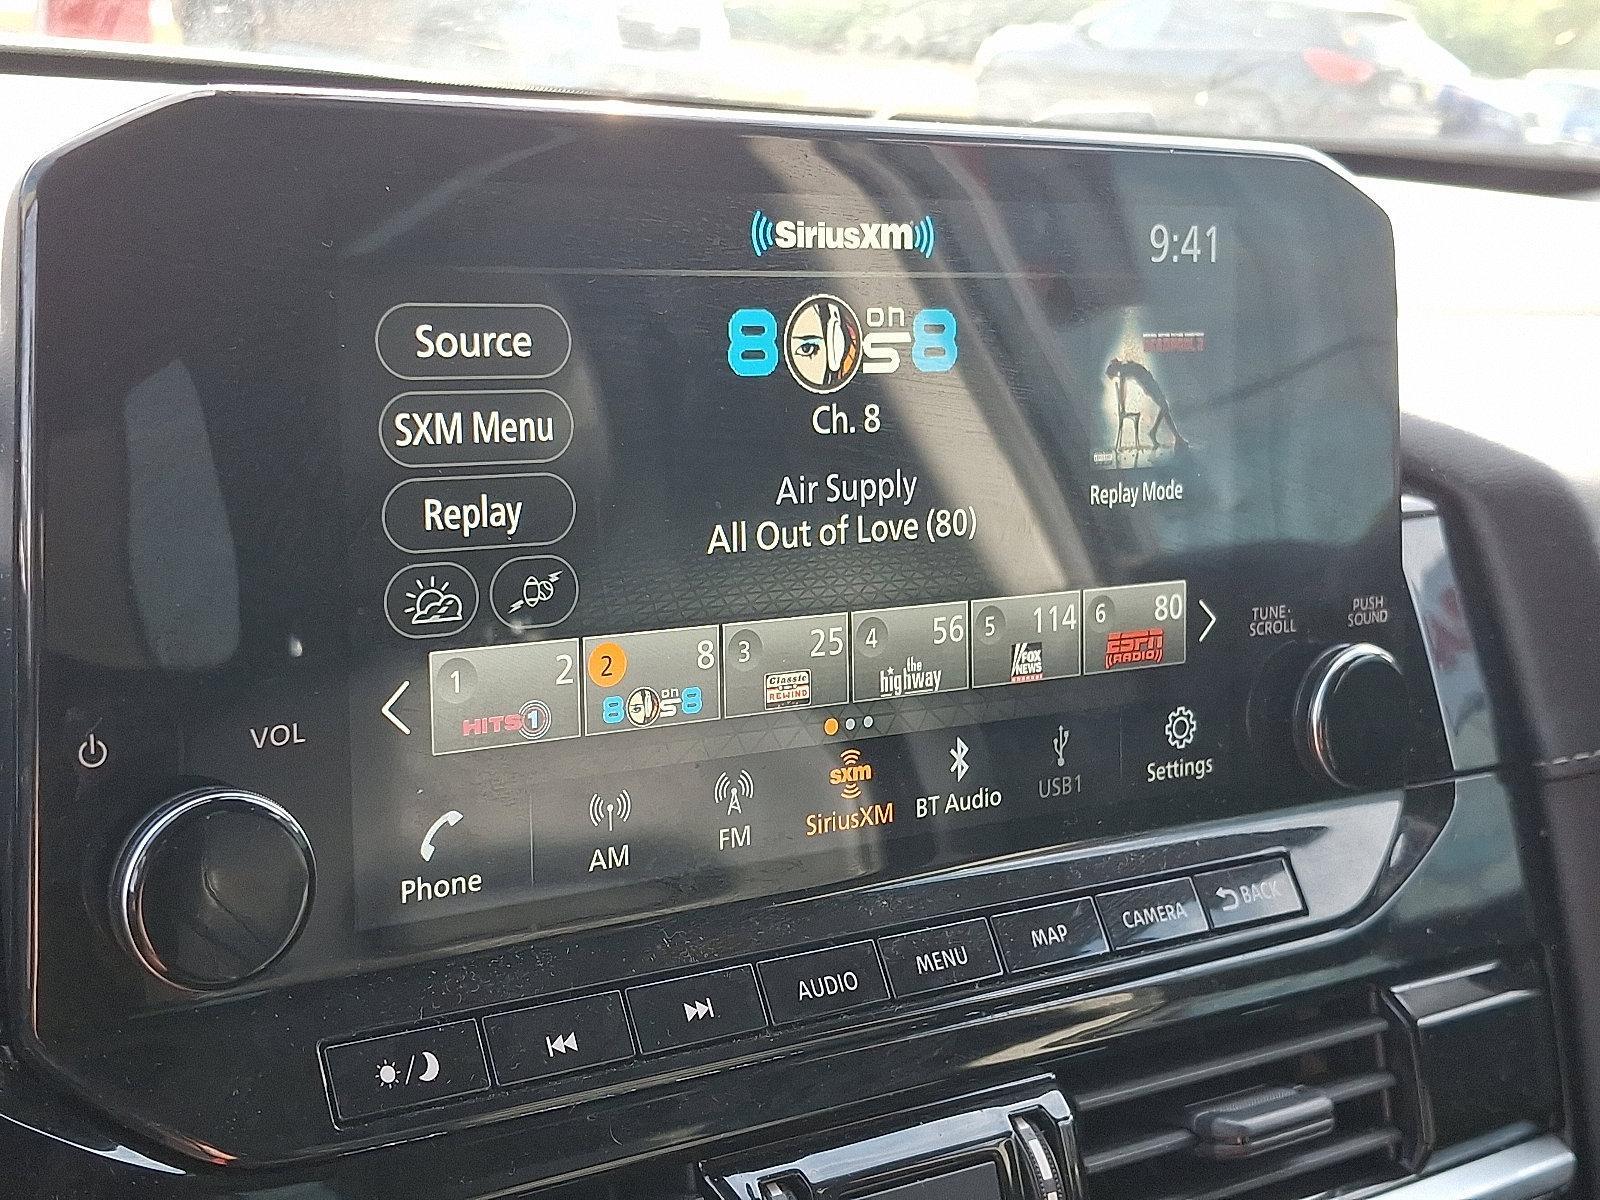 SiriusXM
9:41
Source
SXM Menu
Replay
8 on 8
80s
Ch. 8
Air Supply
All Out of Love (80)
Replay Mode
1 2
HITS 1
2 8
80s on 8
3 25
Classic
REWIND
4 56
the
highway
5 114
FOX
NEWS
channel
6 80
ESPN
RADIO
TUNE·
SCROLL
PUSH
SOUND
VOL
Phone
AM
FM
sxm
SiriusXM
BT Audio
USB1
Settings
AUDIO
MENU
MAP
CAMERA
BACK